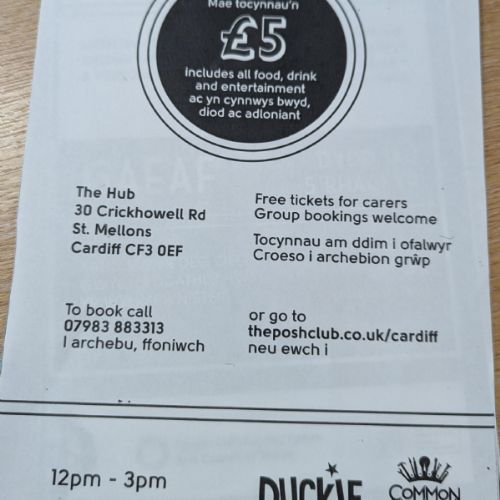 Mae tocynnau'n
£5
includes all food, drink
and entertainment
ac yn cynnwys bwyd,
diod ac adloniant
The Hub
30 Crickhowell Rd
St. Mellons
Cardiff CF3 0EF
Free tickets for carers
Group bookings welcome
Tocynnau am ddim i ofalwyr
Croeso i archebion grŵp
To book call
07983 883313
I archebu, ffoniwch
or go to
theposhclub.co.uk/cardiff
neu ewch i
12pm - 3pm
DUCKIE
COMMON